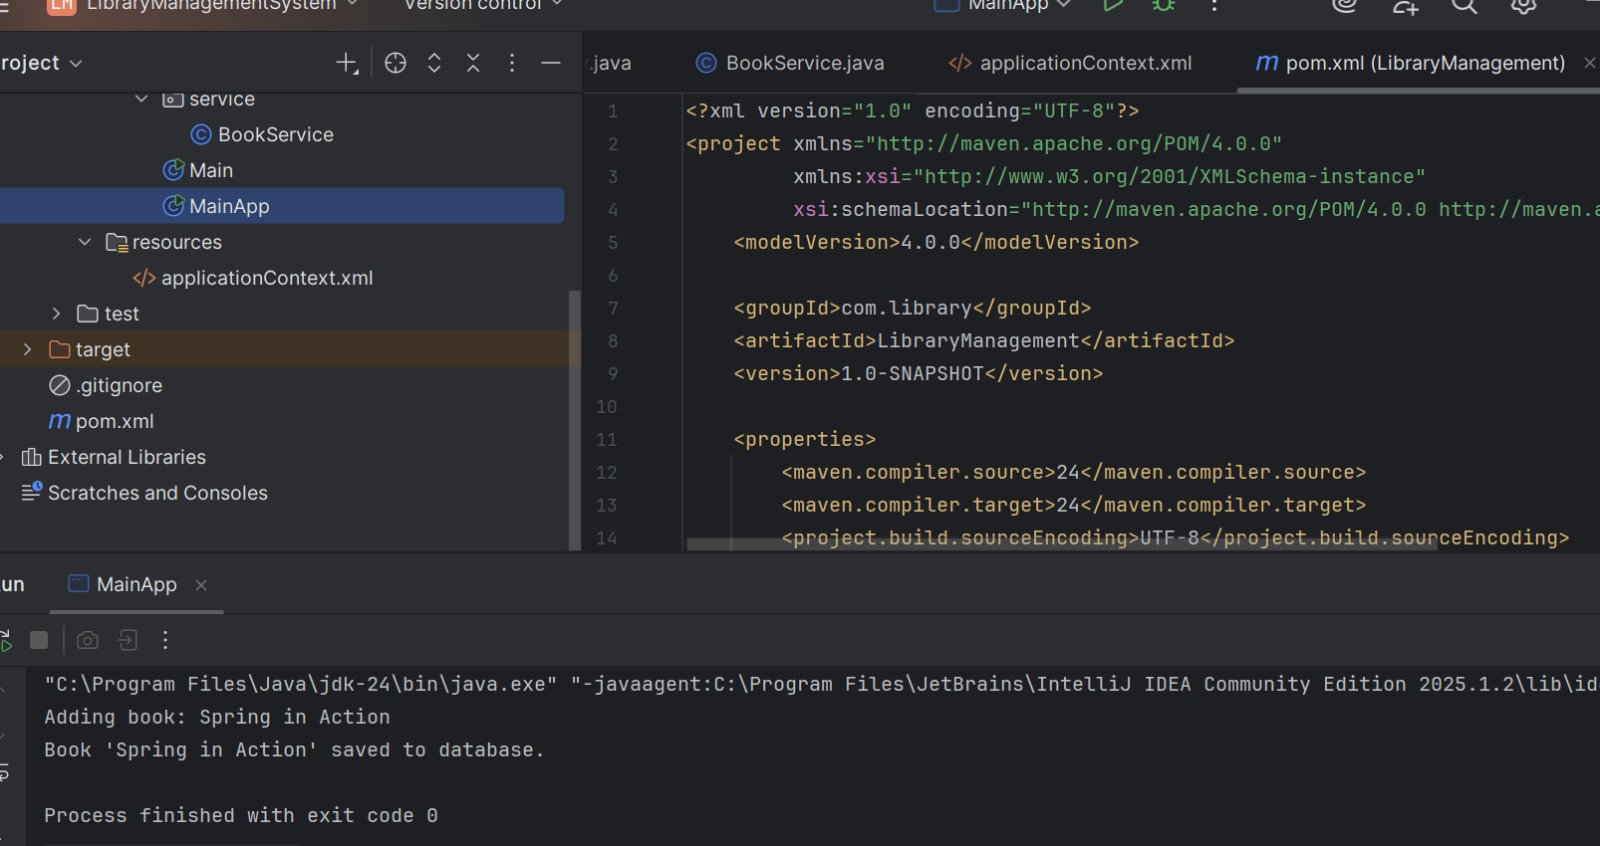 LM LibraryManagementSystem Version control MainApp
roject
service
BookService
Main
MainApp
resources
applicationContext.xml
test
target
.gitignore
pom.xml
External Libraries
Scratches and Consoles
.java BookService.java applicationContext.xml pom.xml (LibraryManagement)
1 <?xml version="1.0" encoding="UTF-8"?>
2 <project xmlns="http://maven.apache.org/POM/4.0.0"
3 xmlns:xsi="http://www.w3.org/2001/XMLSchema-instance"
4 xsi:schemaLocation="http://maven.apache.org/POM/4.0.0 http://maven.a
5 <modelVersion>4.0.0</modelVersion>
6
7 <groupId>com.library</groupId>
8 <artifactId>LibraryManagement</artifactId>
9 <version>1.0-SNAPSHOT</version>
10
11 <properties>
12 <maven.compiler.source>24</maven.compiler.source>
13 <maven.compiler.target>24</maven.compiler.target>
14 <project.build.sourceEncoding>UTF-8</project.build.sourceEncoding>
un MainApp
"C:\Program Files\Java\jdk-24\bin\java.exe" "-javaagent:C:\Program Files\JetBrains\IntelliJ IDEA Community Edition 2025.1.2\lib\id
Adding book: Spring in Action
Book 'Spring in Action' saved to database.
Process finished with exit code 0